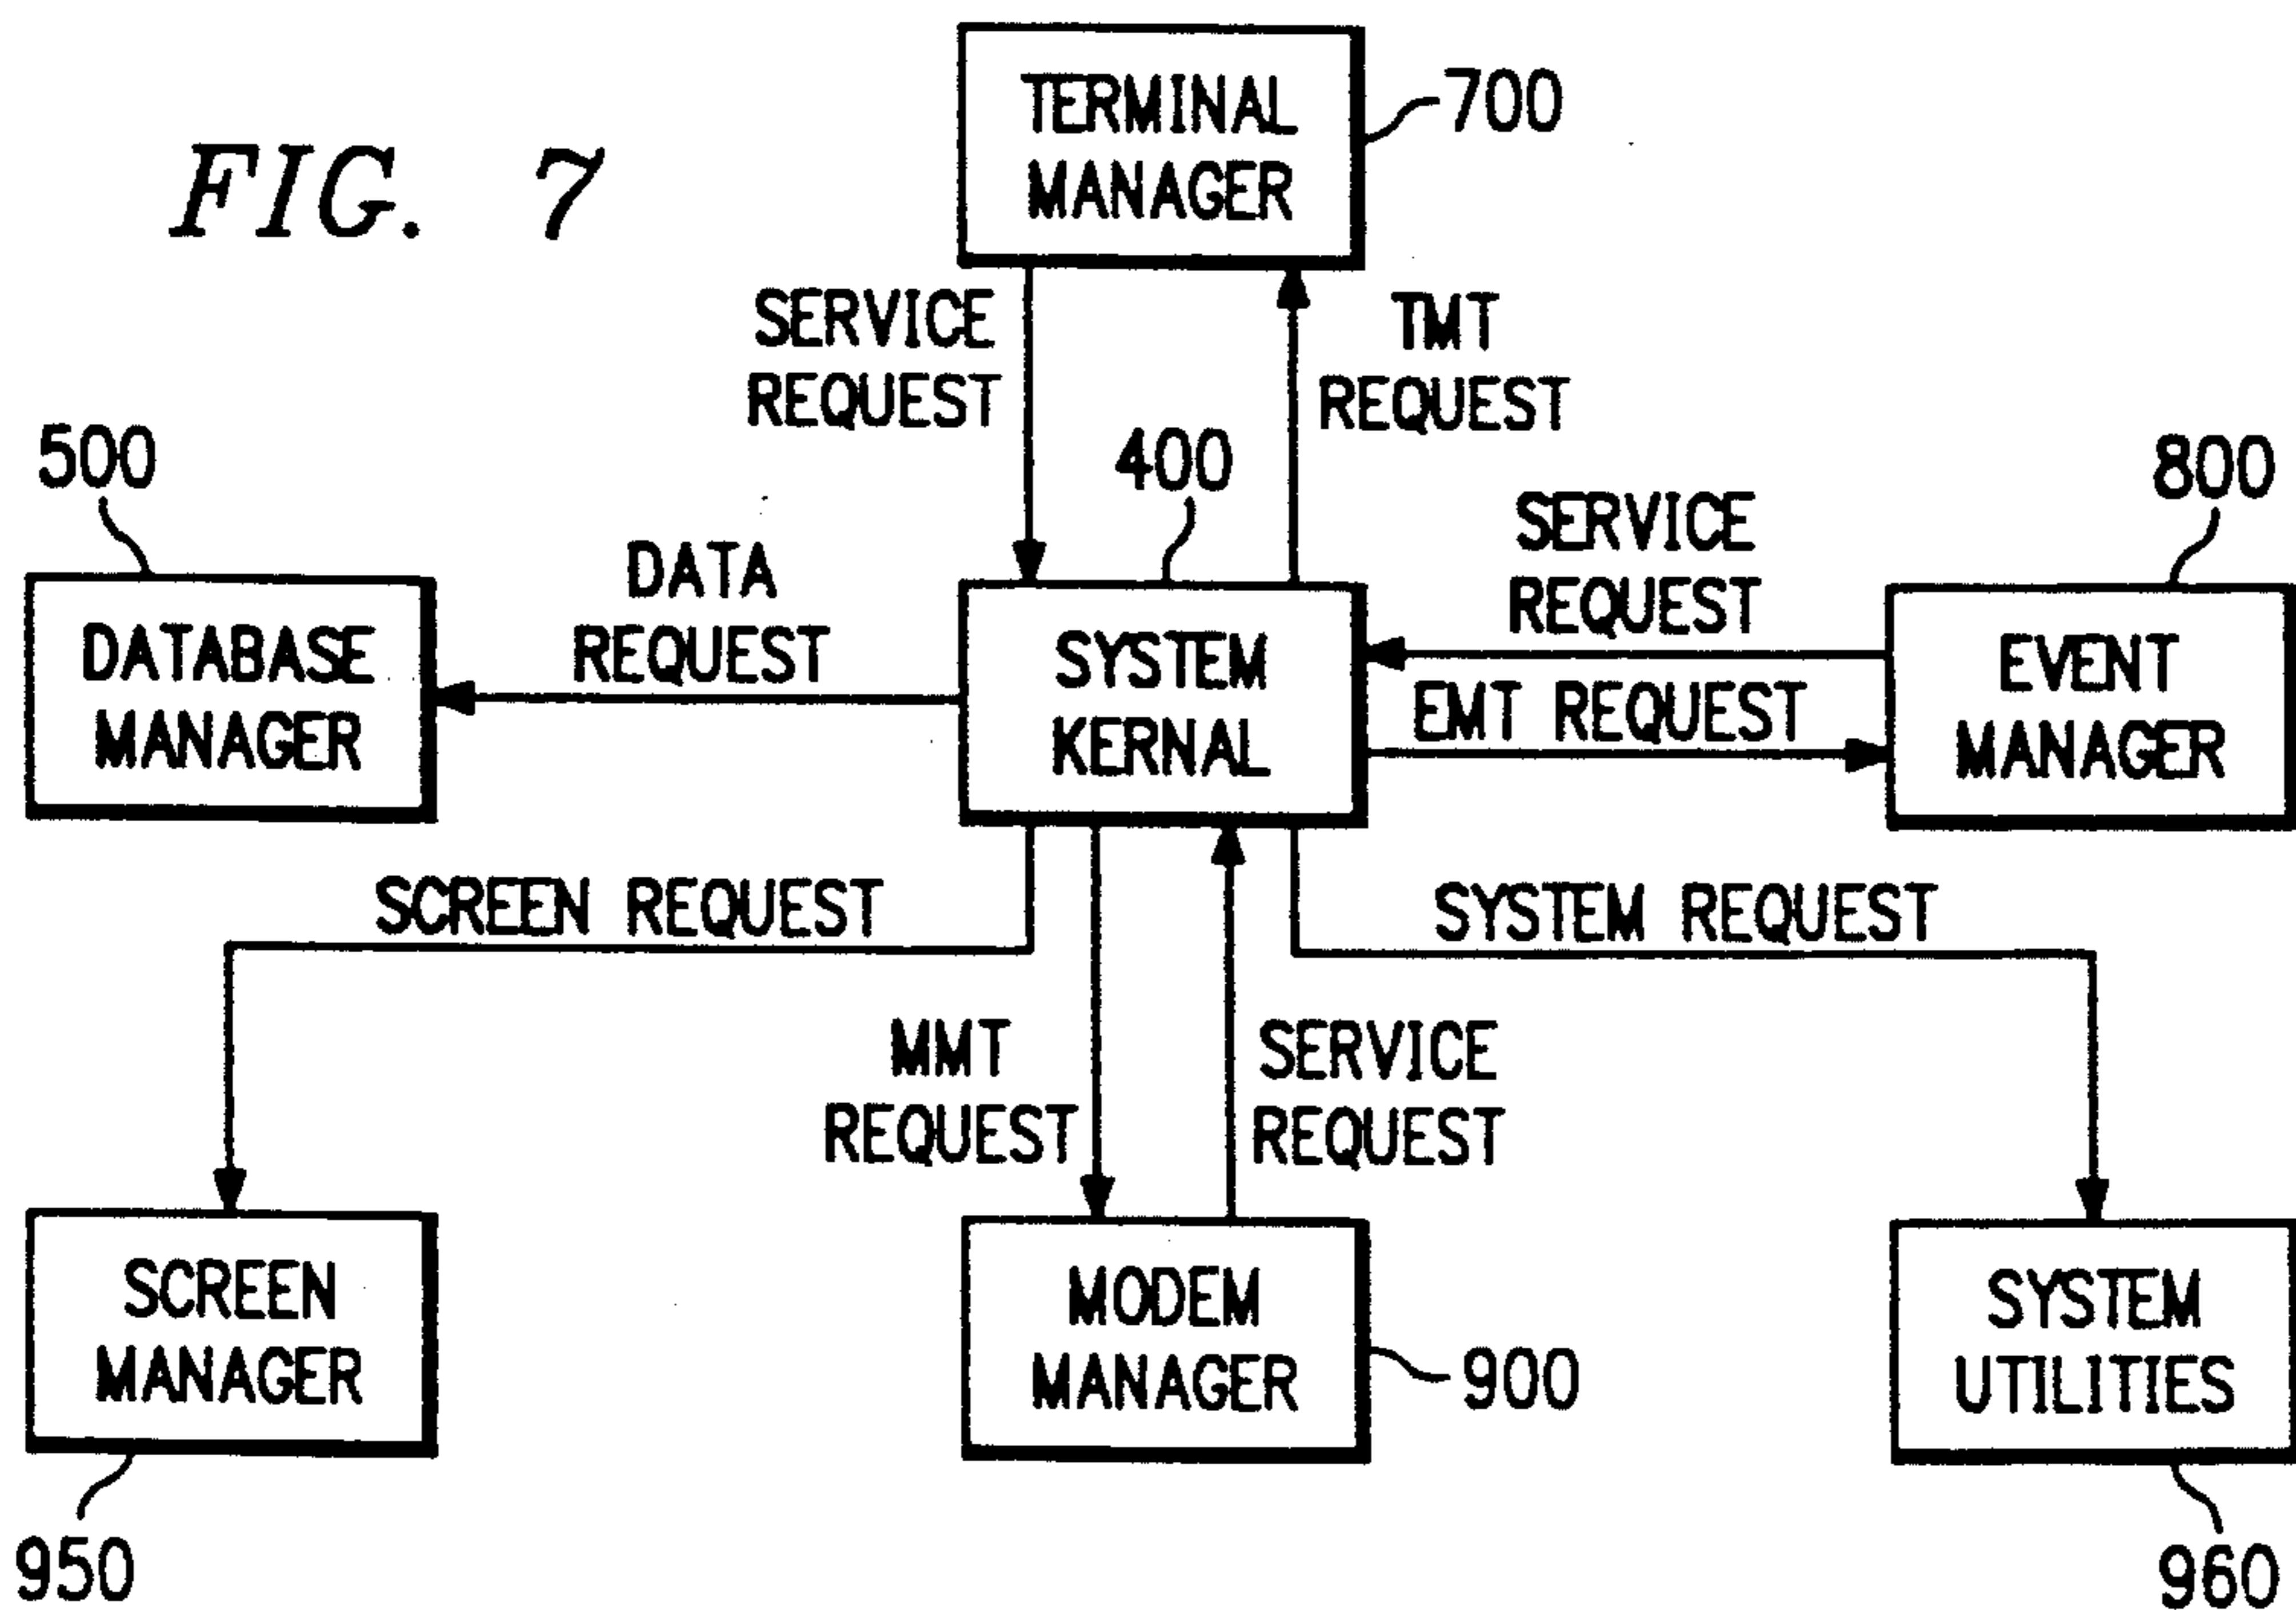 FIG. 7
TERMINAL
MANAGER
700
SERVICE
REQUEST
TMT
REQUEST
500
400
800
DATA
REQUEST
SERVICE
REQUEST
DATABASE
MANAGER
SYSTEM
KERNAL
EMT REQUEST
EVENT
MANAGER
SCREEN REQUEST
SYSTEM REQUEST
MMT
REQUEST
SERVICE
REQUEST
SCREEN
MANAGER
MODEM
MANAGER
900
SYSTEM
UTILITIES
950
960